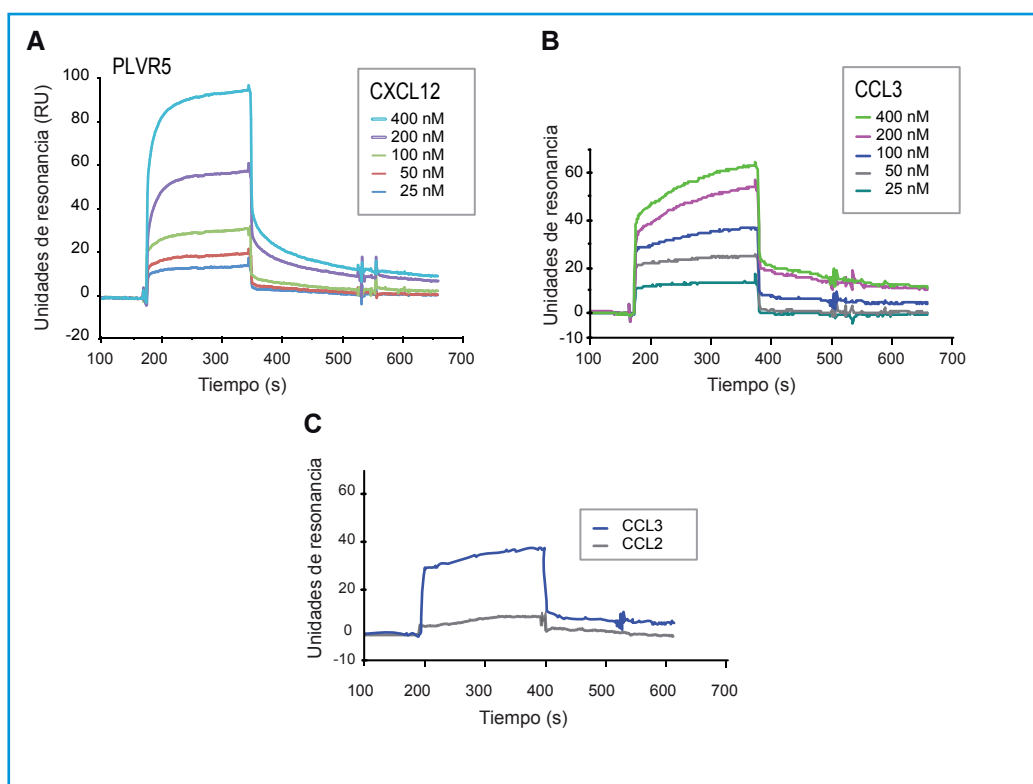 A
PLVR5
Unidades de resonancia (RU)
100
80
60
40
20
0
-20
100 200 300 400 500 600 700
Tiempo (s)
CXCL12
400 nM
200 nM
100 nM
50 nM
25 nM
B
Unidades de resonancia
60
40
20
0
-10
100 200 300 400 500 600 700
Tiempo (s)
CCL3
400 nM
200 nM
100 nM
50 nM
25 nM
C
Unidades de resonancia
60
40
20
0
-10
100 200 300 400 500 600 700
Tiempo (s)
CCL3
CCL2